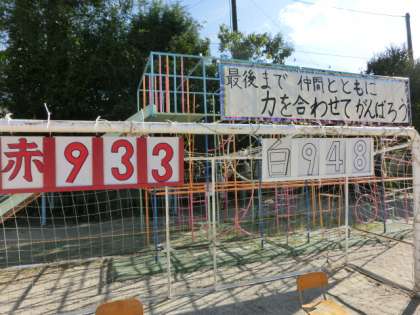 最後まで 仲間とともに
力を合わせてがんばろう
赤933
白948